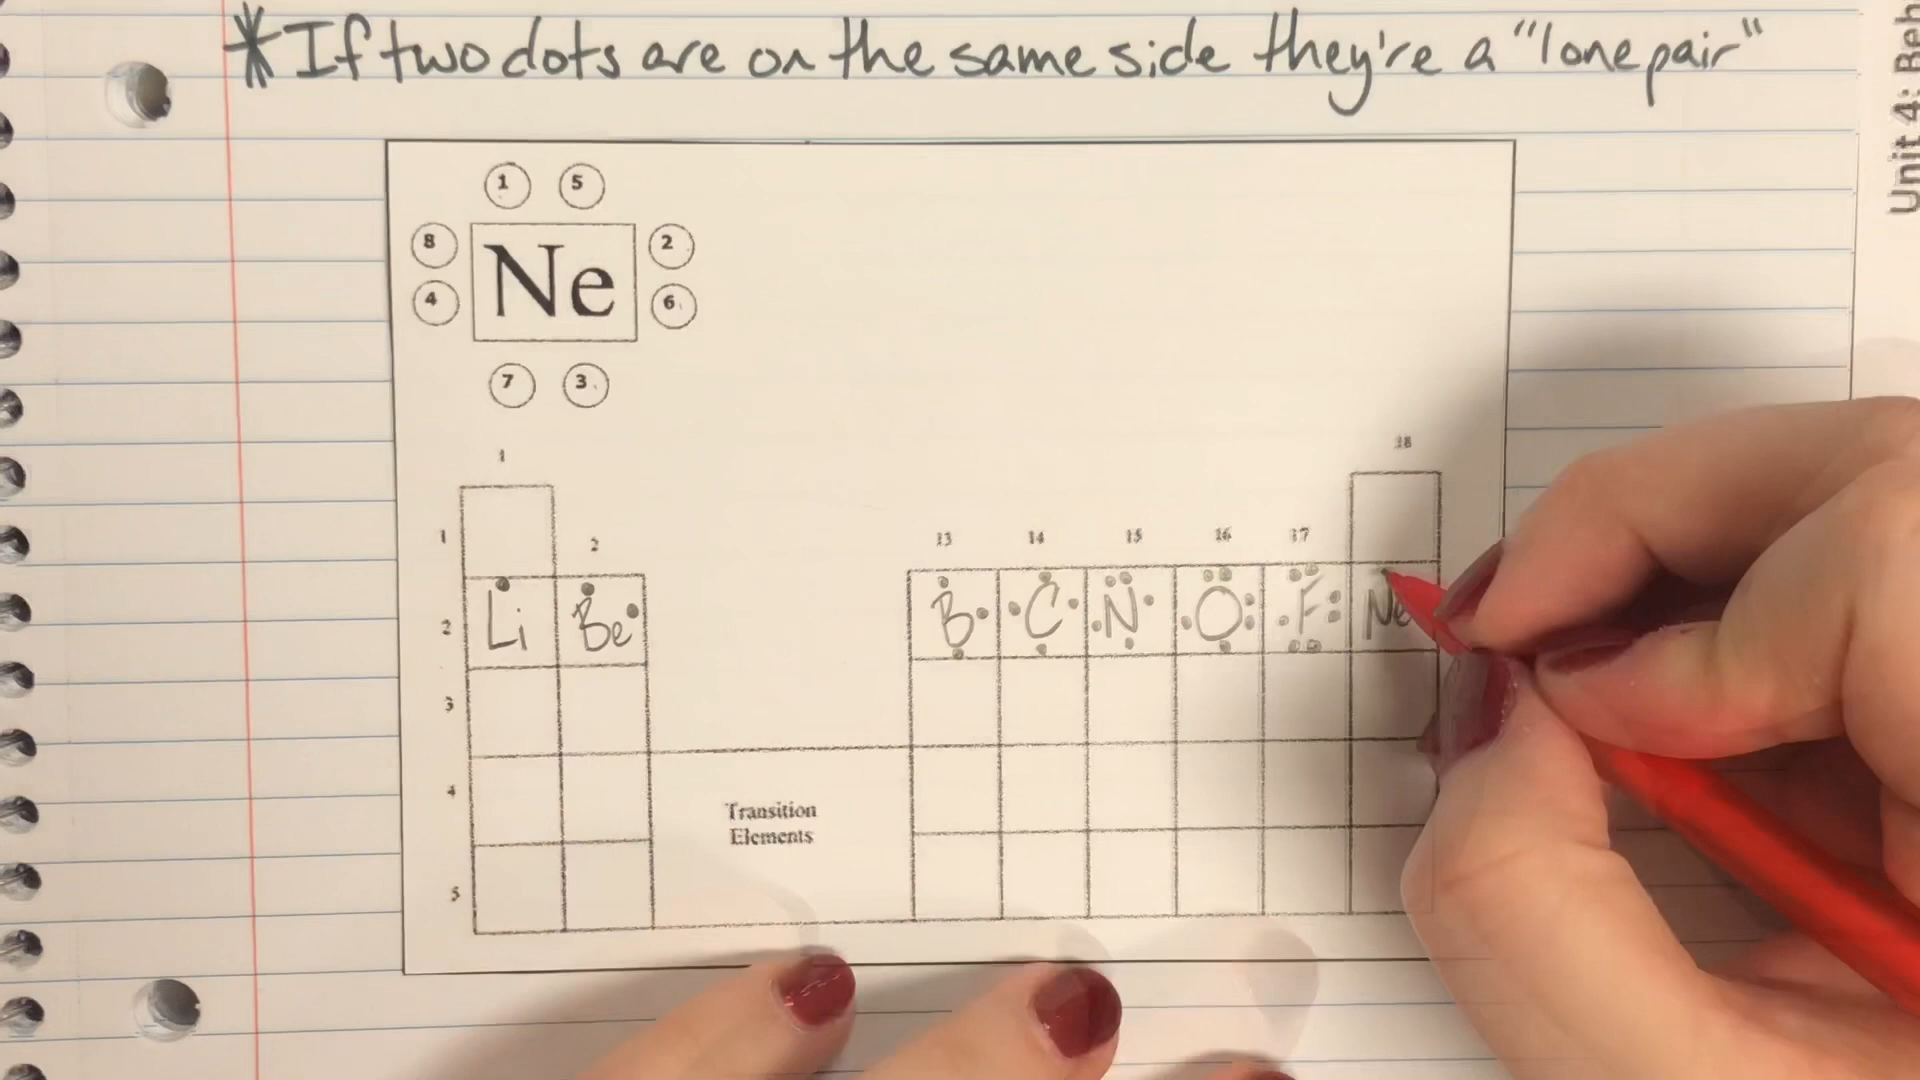 *If two dots are on the same side they're a "lone pair"
Unit 4: Beh
1 5
8 Ne 2
4 6
7 3
18
1
1 2 13 14 15 16 17
2 Li Be B C N O F Ne
3
4 Transition
Elements
5